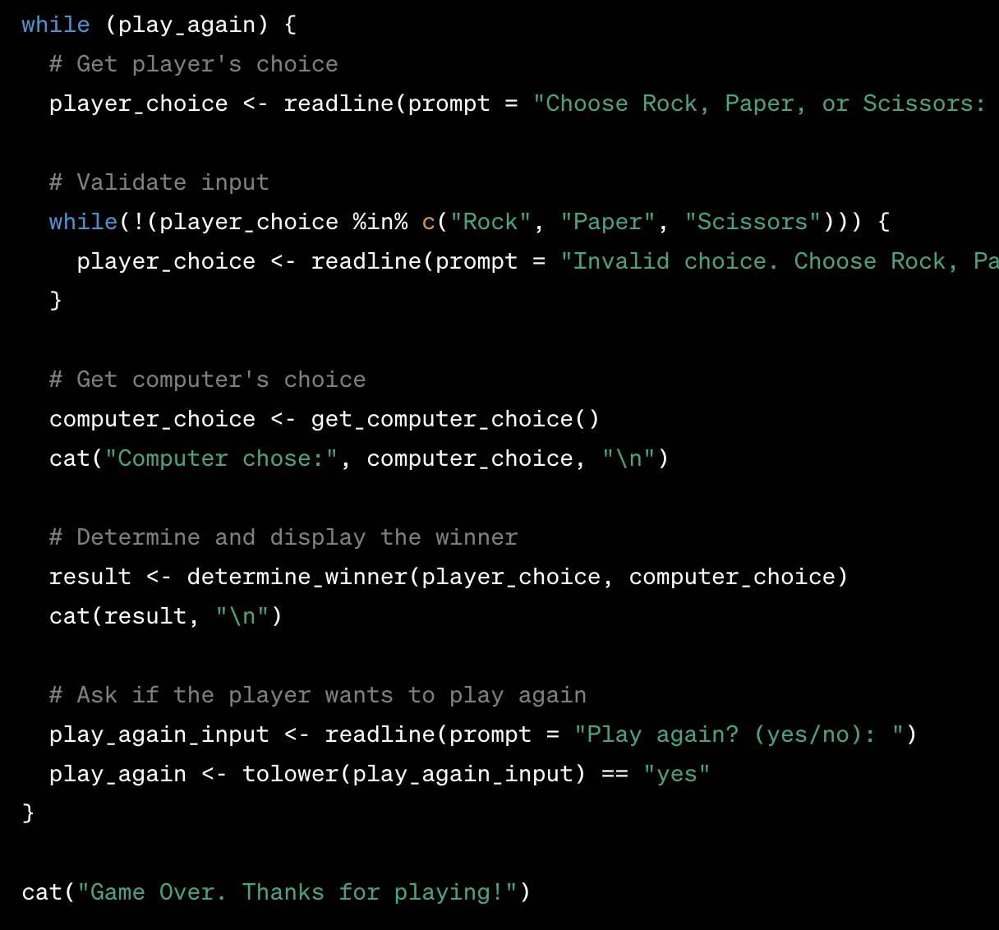 while (play_again) {
  # Get player's choice
  player_choice <- readline(prompt = "Choose Rock, Paper, or Scissors:

  # Validate input
  while(!(player_choice %in% c("Rock", "Paper", "Scissors"))) {
    player_choice <- readline(prompt = "Invalid choice. Choose Rock, Pa
  }

  # Get computer's choice
  computer_choice <- get_computer_choice()
  cat("Computer chose:", computer_choice, "\n")

  # Determine and display the winner
  result <- determine_winner(player_choice, computer_choice)
  cat(result, "\n")

  # Ask if the player wants to play again
  play_again_input <- readline(prompt = "Play again? (yes/no): ")
  play_again <- tolower(play_again_input) == "yes"
}

cat("Game Over. Thanks for playing!")